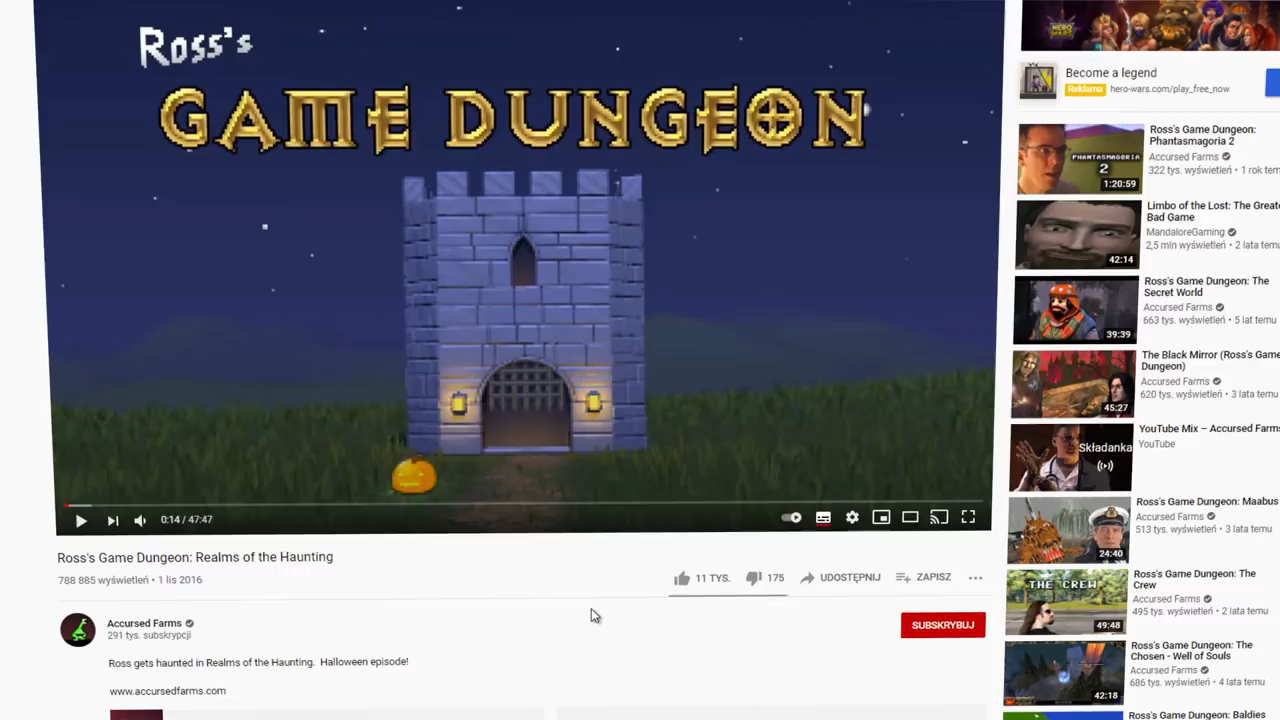 Ross's
GAME DUNGEON
0:14 / 47:47
Ross's Game Dungeon: Realms of the Haunting
788 885 wyświetleń • 1 lis 2016
11 TYS.
175
UDOSTĘPNIJ
ZAPISZ
Accursed Farms
291 tys. subskrypcji
SUBSKRYBUJ
Ross gets haunted in Realms of the Haunting. Halloween episode!
www.accursedfarms.com
HERO
WARS
Become a legend
Reklama hero-wars.com/play_free_now
PHANTASMAGORIA
2
1:20:59
Ross's Game Dungeon:
Phantasmagoria 2
Accursed Farms
322 tys. wyświetleń • 1 rok tem
42:14
Limbo of the Lost: The Greate
Bad Game
MandaloreGaming
2,5 mln wyświetleń • 2 lata temu
39:39
Ross's Game Dungeon: The
Secret World
Accursed Farms
663 tys. wyświetleń • 5 lat temu
45:27
The Black Mirror (Ross's Game
Dungeon)
Accursed Farms
620 tys. wyświetleń • 3 lata temu
Składanka
YouTube Mix – Accursed Farms
YouTube
24:40
Ross's Game Dungeon: Maabus
Accursed Farms
513 tys. wyświetleń • 3 lata temu
THE CREW
49:48
Ross's Game Dungeon: The
Crew
Accursed Farms
495 tys. wyświetleń • 2 lata temu
42:18
Ross's Game Dungeon: The
Chosen - Well of Souls
Accursed Farms
686 tys. wyświetleń • 4 lata temu
Ross's Game Dungeon: Baldies